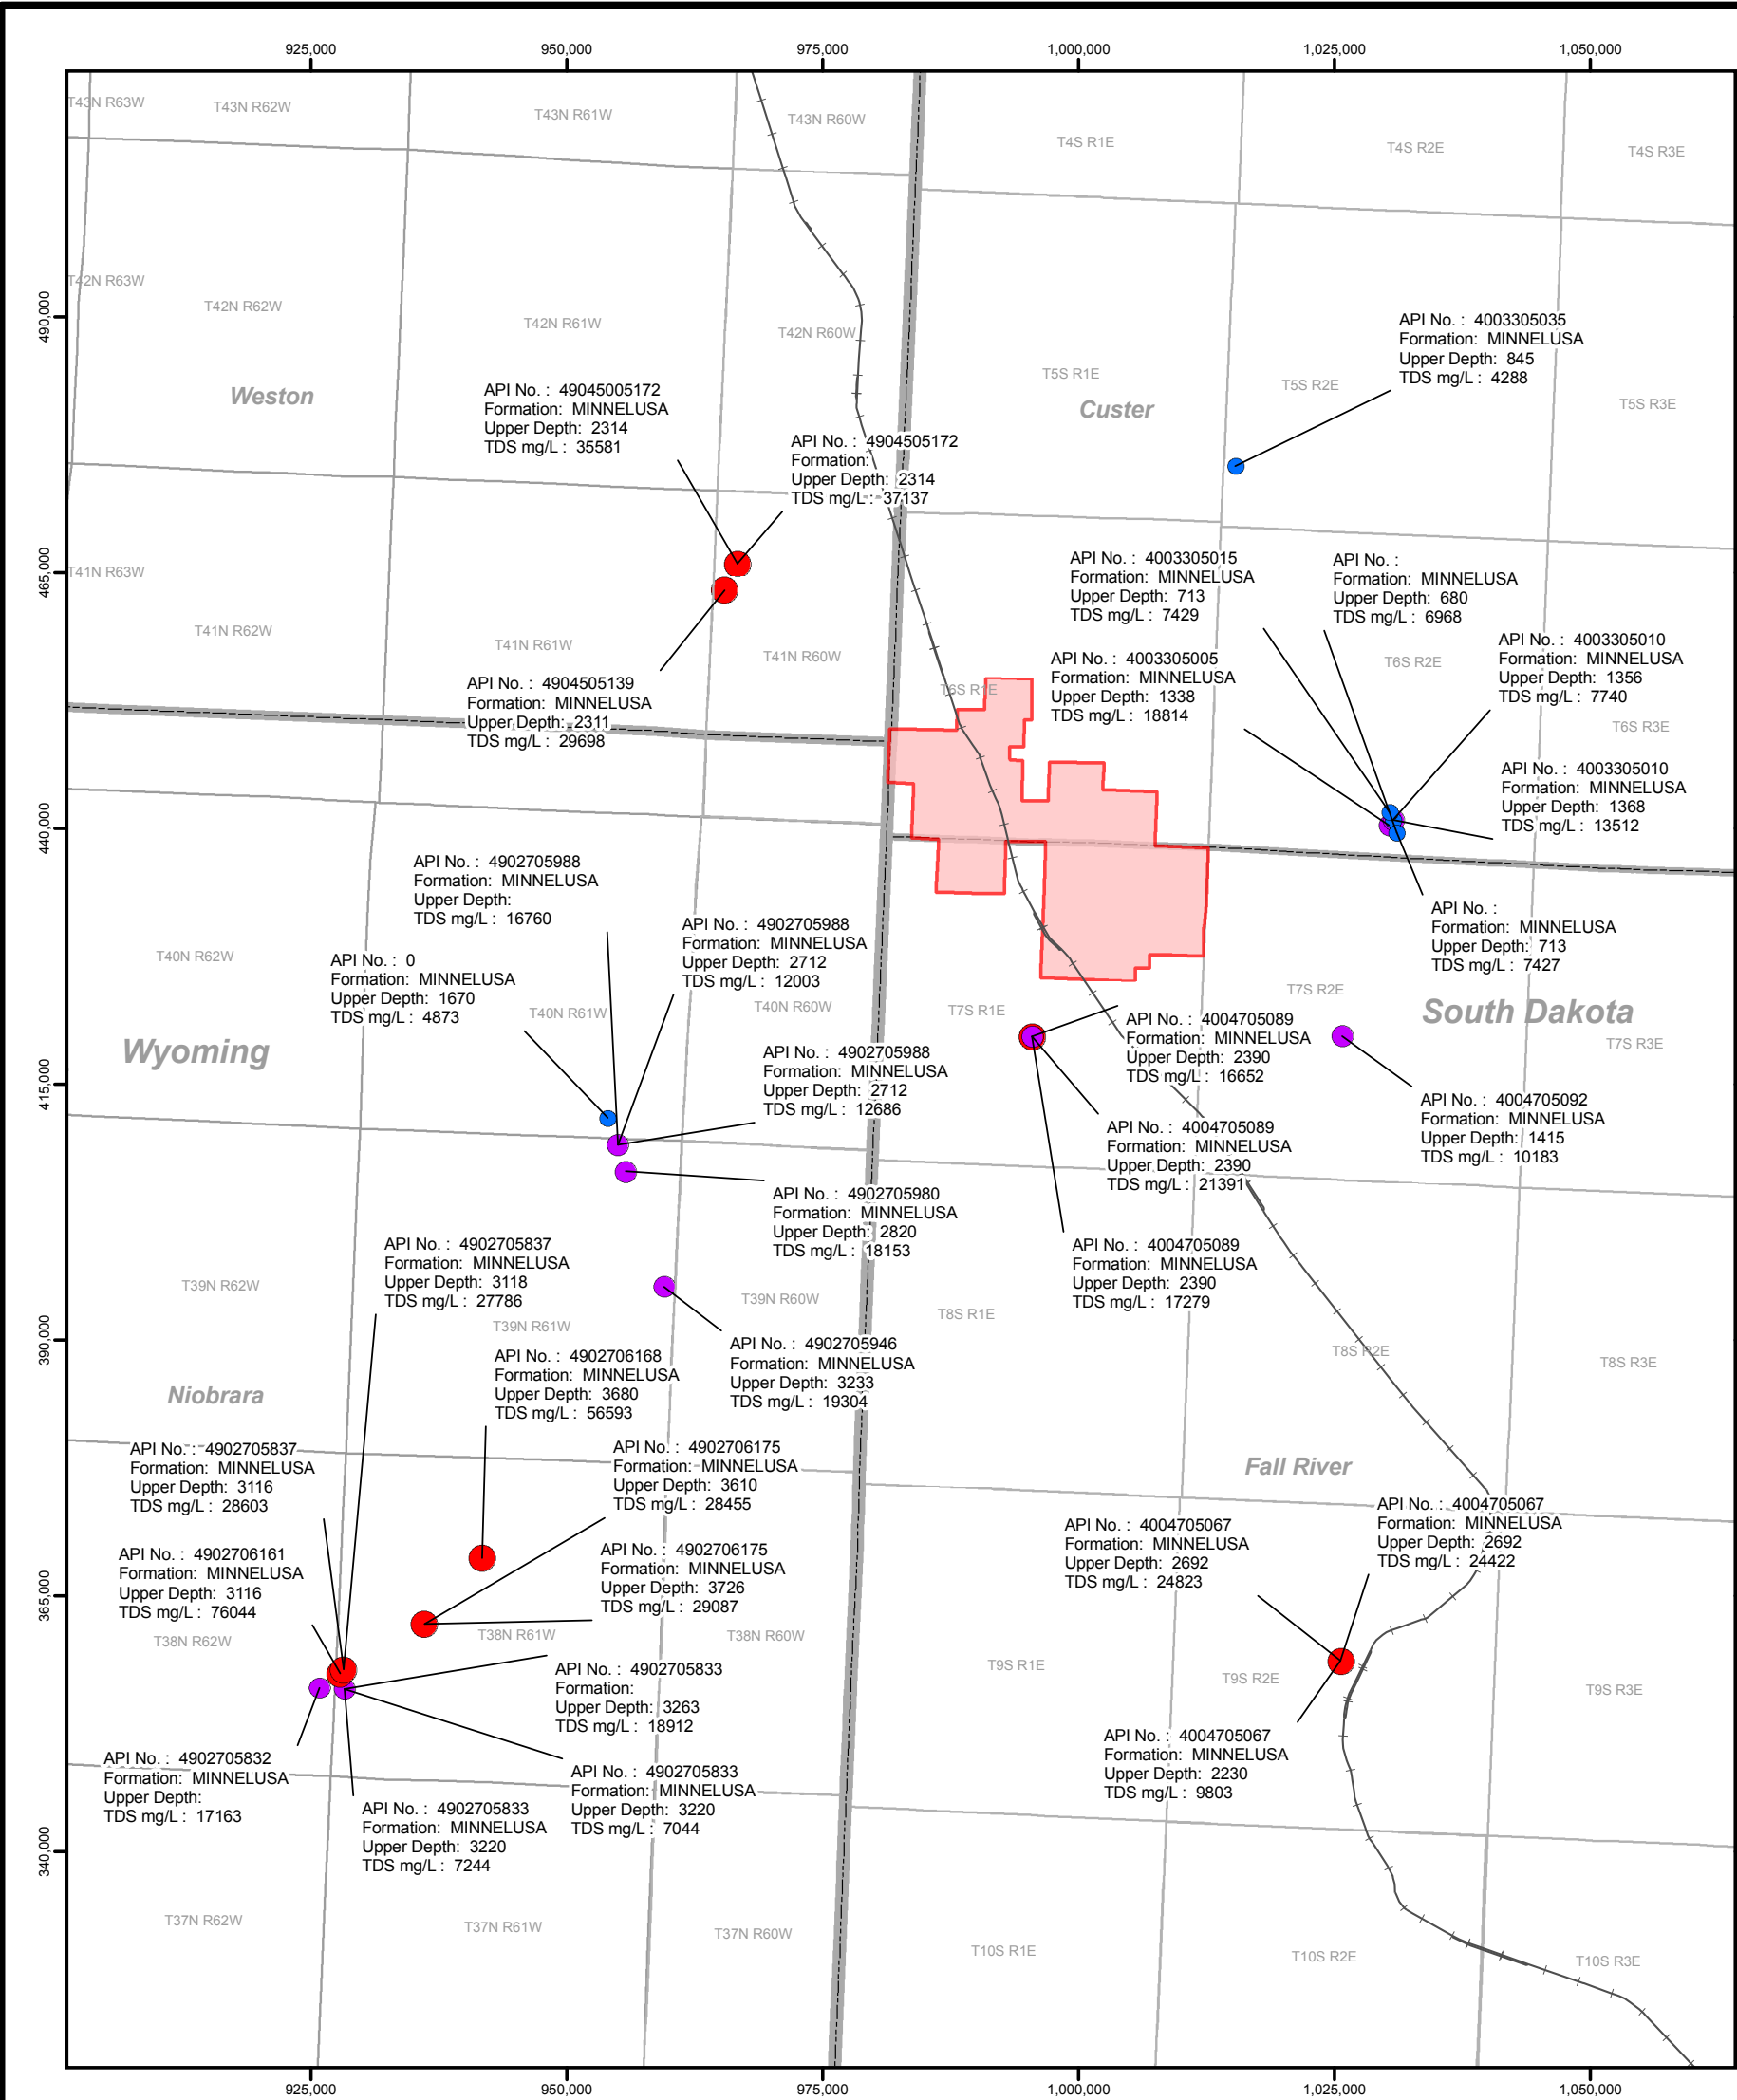 925,000
950,000
975,000
1,000,000
1,025,000
1,050,000
T43N R63W
T43N R62W
T43N R61W
T43N R60W
T4S R1E
T4S R2E
T4S R3E
T42N R63W
T42N R62W
T42N R61W
T42N R60W
490,000
API No. : 4003305035
Formation: MINNELUSA
Upper Depth: 845
TDS mg/L : 4288
T5S R1E
T5S R2E
T5S R3E
Weston
Custer
API No. : 49045005172
Formation: MINNELUSA
Upper Depth: 2314
TDS mg/L : 35581
API No. : 4904505172
Formation:
Upper Depth: 2314
TDS mg/L : 37137
465,000
T41N R63W
T41N R62W
T41N R61W
T41N R60W
API No. : 4003305015
Formation: MINNELUSA
Upper Depth: 713
TDS mg/L : 7429
API No. :
Formation: MINNELUSA
Upper Depth: 680
TDS mg/L : 6968
API No. : 4003305010
Formation: MINNELUSA
Upper Depth: 1356
TDS mg/L : 7740
API No. : 4003305005
Formation: MINNELUSA
Upper Depth: 1338
TDS mg/L : 18814
T6S R1E
T6S R2E
T6S R3E
API No. : 4904505139
Formation: MINNELUSA
Upper Depth: 2311
TDS mg/L : 29698
API No. : 4003305010
Formation: MINNELUSA
Upper Depth: 1368
TDS mg/L : 13512
440,000
API No. : 4902705988
Formation: MINNELUSA
Upper Depth:
TDS mg/L : 16760
API No. : 4902705988
Formation: MINNELUSA
Upper Depth: 2712
TDS mg/L : 12003
API No. :
Formation: MINNELUSA
Upper Depth: 713
TDS mg/L : 7427
API No. : 0
Formation: MINNELUSA
Upper Depth: 1670
TDS mg/L : 4873
T40N R62W
T40N R61W
T40N R60W
T7S R1E
T7S R2E
T7S R3E
South Dakota
Wyoming
API No. : 4004705089
Formation: MINNELUSA
Upper Depth: 2390
TDS mg/L : 16652
API No. : 4902705988
Formation: MINNELUSA
Upper Depth: 2712
TDS mg/L : 12686
415,000
API No. : 4004705092
Formation: MINNELUSA
Upper Depth: 1415
TDS mg/L : 10183
API No. : 4004705089
Formation: MINNELUSA
Upper Depth: 2390
TDS mg/L : 21391
API No. : 4902705980
Formation: MINNELUSA
Upper Depth: 2820
TDS mg/L : 18153
API No. : 4902705837
Formation: MINNELUSA
Upper Depth: 3118
TDS mg/L : 27786
API No. : 4004705089
Formation: MINNELUSA
Upper Depth: 2390
TDS mg/L : 17279
T39N R62W
T39N R61W
T39N R60W
T8S R1E
T8S R2E
T8S R3E
390,000
API No. : 4902705946
Formation: MINNELUSA
Upper Depth: 3233
TDS mg/L : 19304
API No. : 4902706168
Formation: MINNELUSA
Upper Depth: 3680
TDS mg/L : 56593
Niobrara
Fall River
API No. : 4902705837
Formation: MINNELUSA
Upper Depth: 3116
TDS mg/L : 28603
API No. : 4902706175
Formation: MINNELUSA
Upper Depth: 3610
TDS mg/L : 28455
API No. : 4004705067
Formation: MINNELUSA
Upper Depth: 2692
TDS mg/L : 24422
API No. : 4004705067
Formation: MINNELUSA
Upper Depth: 2692
TDS mg/L : 24823
API No. : 4902706161
Formation: MINNELUSA
Upper Depth: 3116
TDS mg/L : 76044
API No. : 4902706175
Formation: MINNELUSA
Upper Depth: 3726
TDS mg/L : 29087
365,000
T38N R62W
T38N R61W
T38N R60W
T9S R1E
T9S R2E
T9S R3E
API No. : 4902705833
Formation:
Upper Depth: 3263
TDS mg/L : 18912
API No. : 4004705067
Formation: MINNELUSA
Upper Depth: 2230
TDS mg/L : 9803
API No. : 4902705832
Formation: MINNELUSA
Upper Depth:
TDS mg/L : 17163
API No. : 4902705833
Formation: MINNELUSA
Upper Depth: 3220
TDS mg/L : 7044
API No. : 4902705833
Formation: MINNELUSA
Upper Depth: 3220
TDS mg/L : 7244
340,000
T37N R62W
T37N R61W
T37N R60W
T10S R1E
T10S R2E
T10S R3E
925,000
950,000
975,000
1,000,000
1,025,000
1,050,000